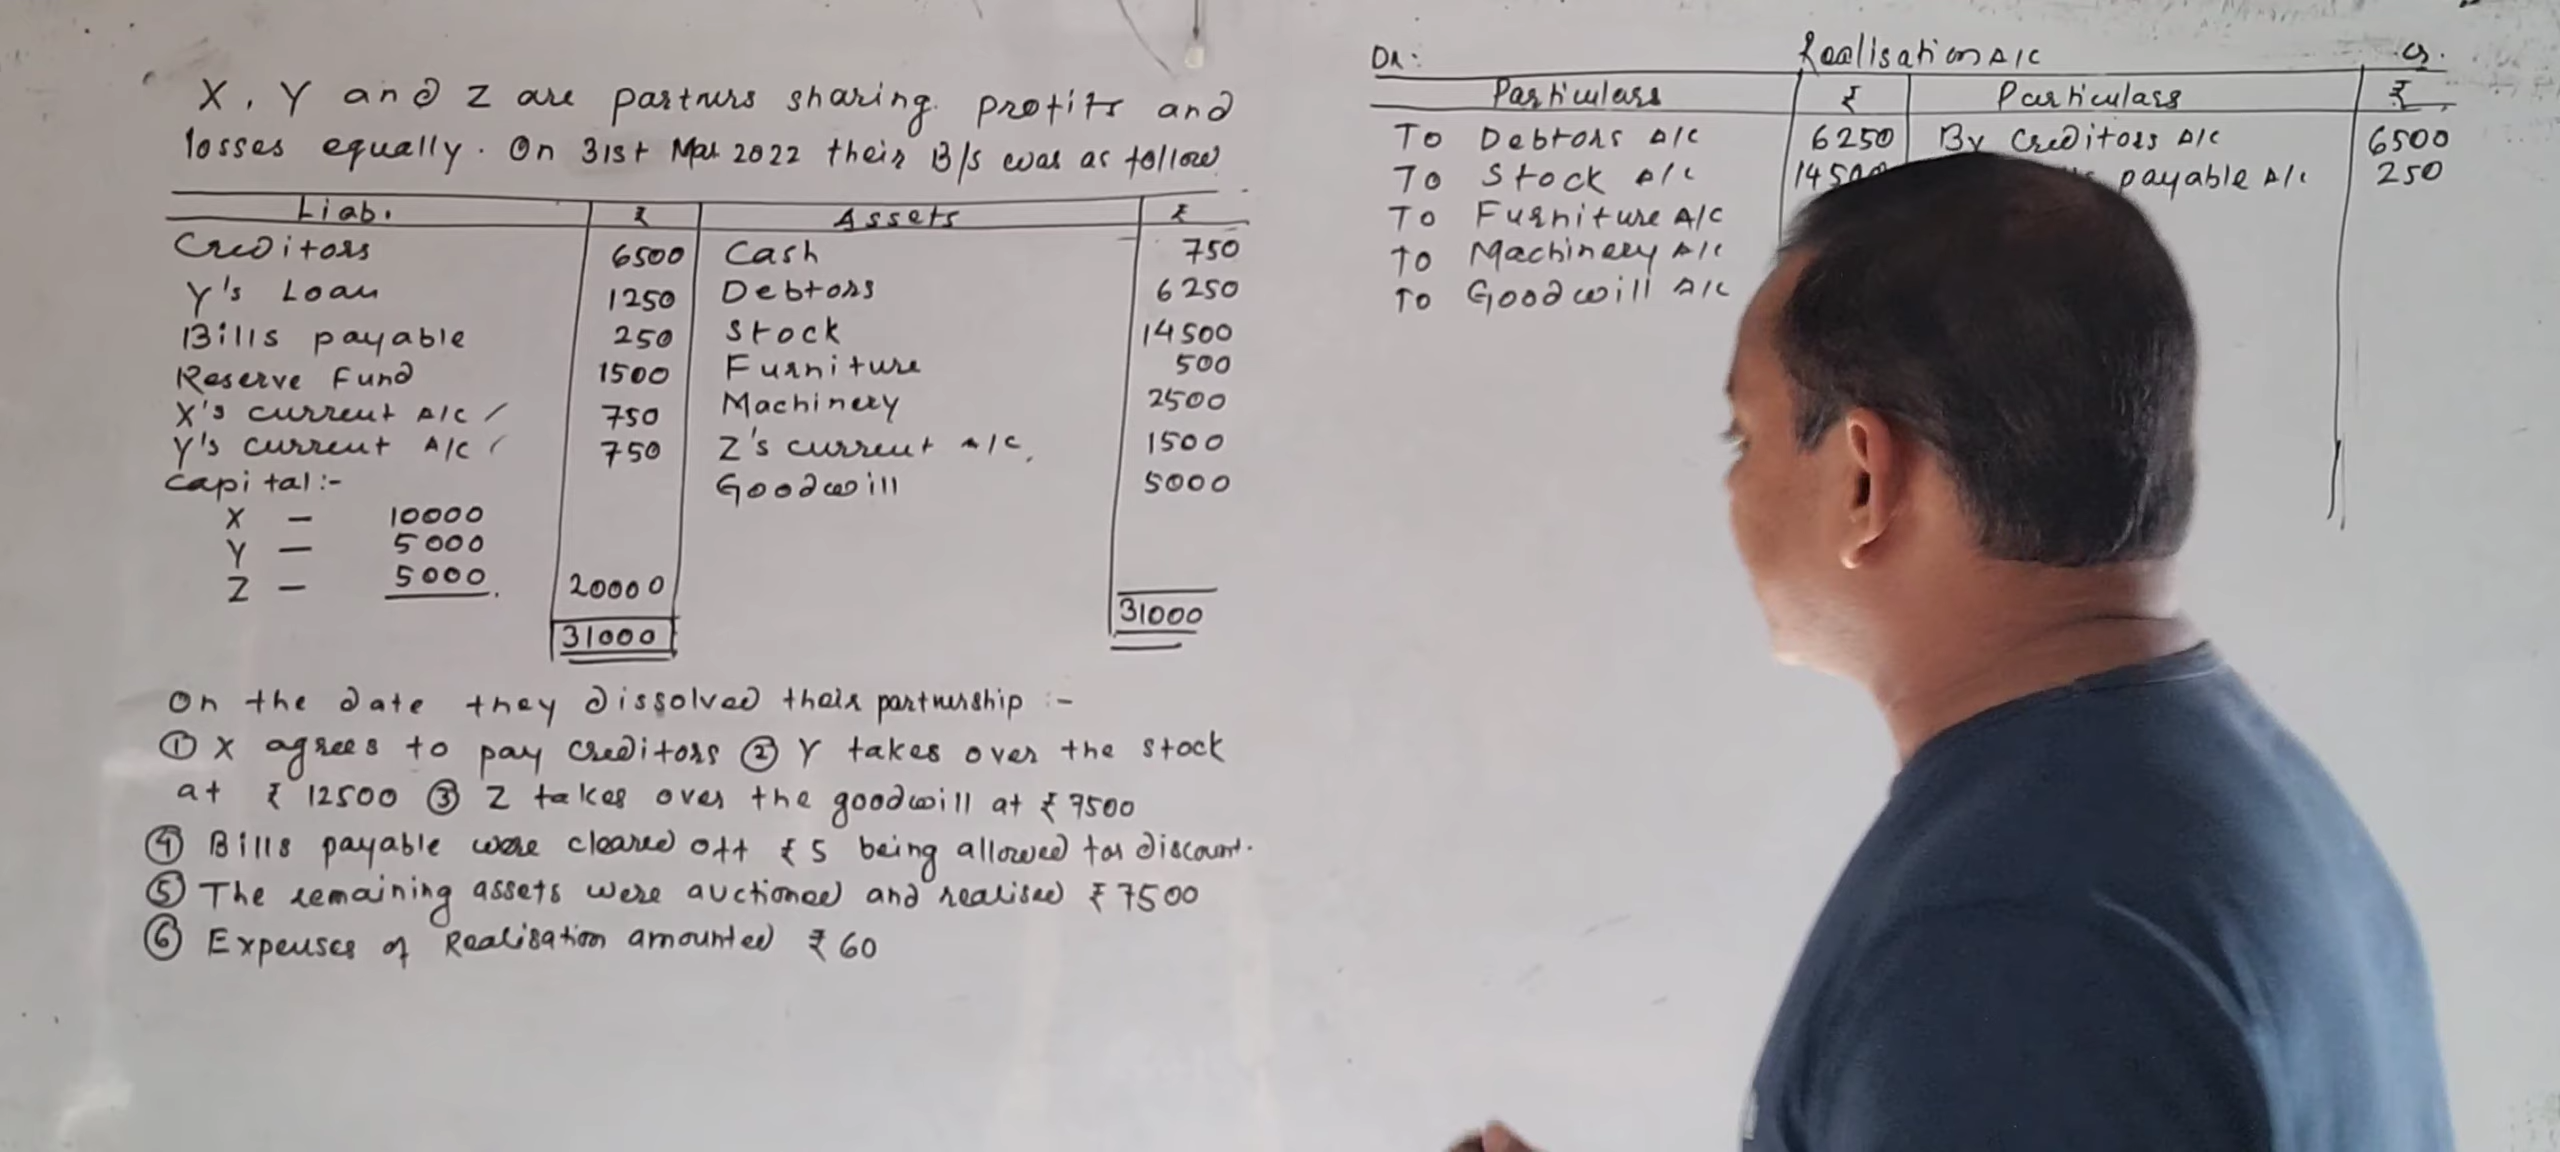 X, Y and Z are partners sharing profits and
losses equally. On 31st Mar 2022 their B/S was as follow
Liab. ₹ Assets ₹
Creditors 6500 Cash 750
Y's Loan 1250 Debtors 6250
Bills payable 250 Stock 14500
Reserve Fund 1500 Furniture 500
X's current A/C 750 Machinery 2500
Y's current A/C 750 Z's current A/C 1500
Capital :- Goodwill 5000
X - 10000
Y - 5000
Z - 5000 20000
31000 31000
On the date they dissolved their partnership :-
① X agrees to pay creditors ② Y takes over the stock
at ₹ 12500 ③ Z takes over the goodwill at ₹ 7500
④ Bills payable were cleared off ₹ 5 being allowed for discount.
⑤ The remaining assets were auctioned and realised ₹ 7500
⑥ Expenses of Realisation amounted ₹ 60
Dr. Realisation A/C Cr.
Particulars ₹ Particulars ₹
To Debtors A/C 6250 By Creditors A/C 6500
To Stock A/C payable A/C 250
To Furniture A/C
To Machinery A/C
To Goodwill A/C